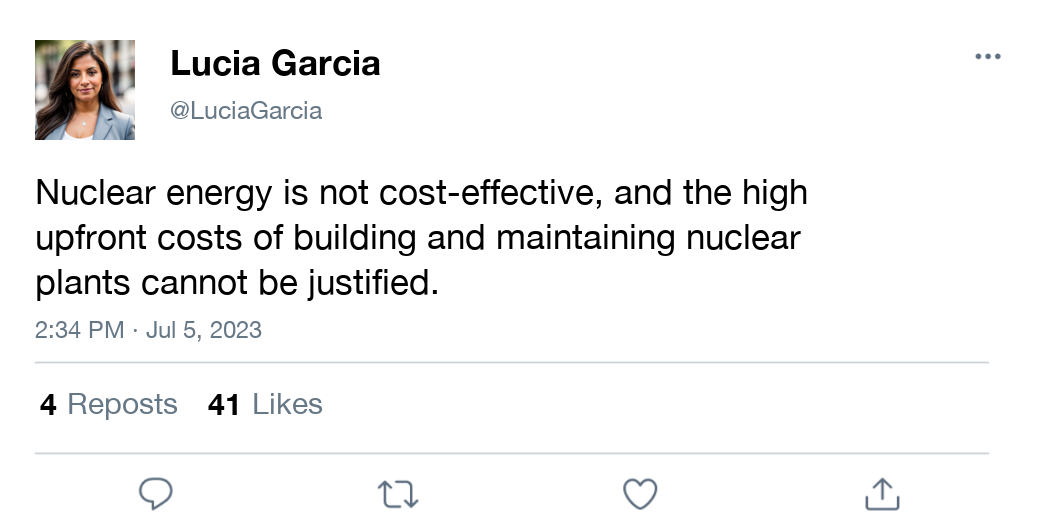 Lucia Garcia
@LuciaGarcia
Nuclear energy is not cost-effective, and the high
upfront costs of building and maintaining nuclear
plants cannot be justified.
2:34 PM · Jul 5, 2023
4 Reposts 41 Likes